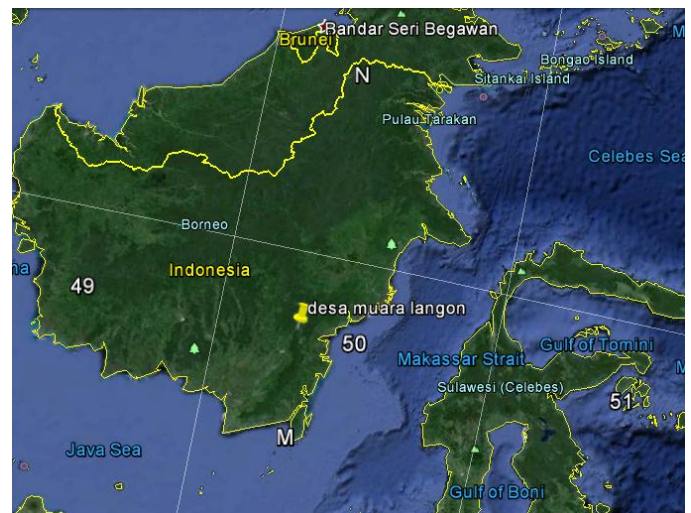 Brunei
Bandar Seri Begawan
N
Bongao Island
Sitankai Island
Pulau Tarakan
Celebes Sea
Borneo
Indonesia
49
desa muara langon
50
Makassar Strait
Gulf of Tomini
Sulawesi (Celebes)
51
M
Java Sea
Gulf of Boni